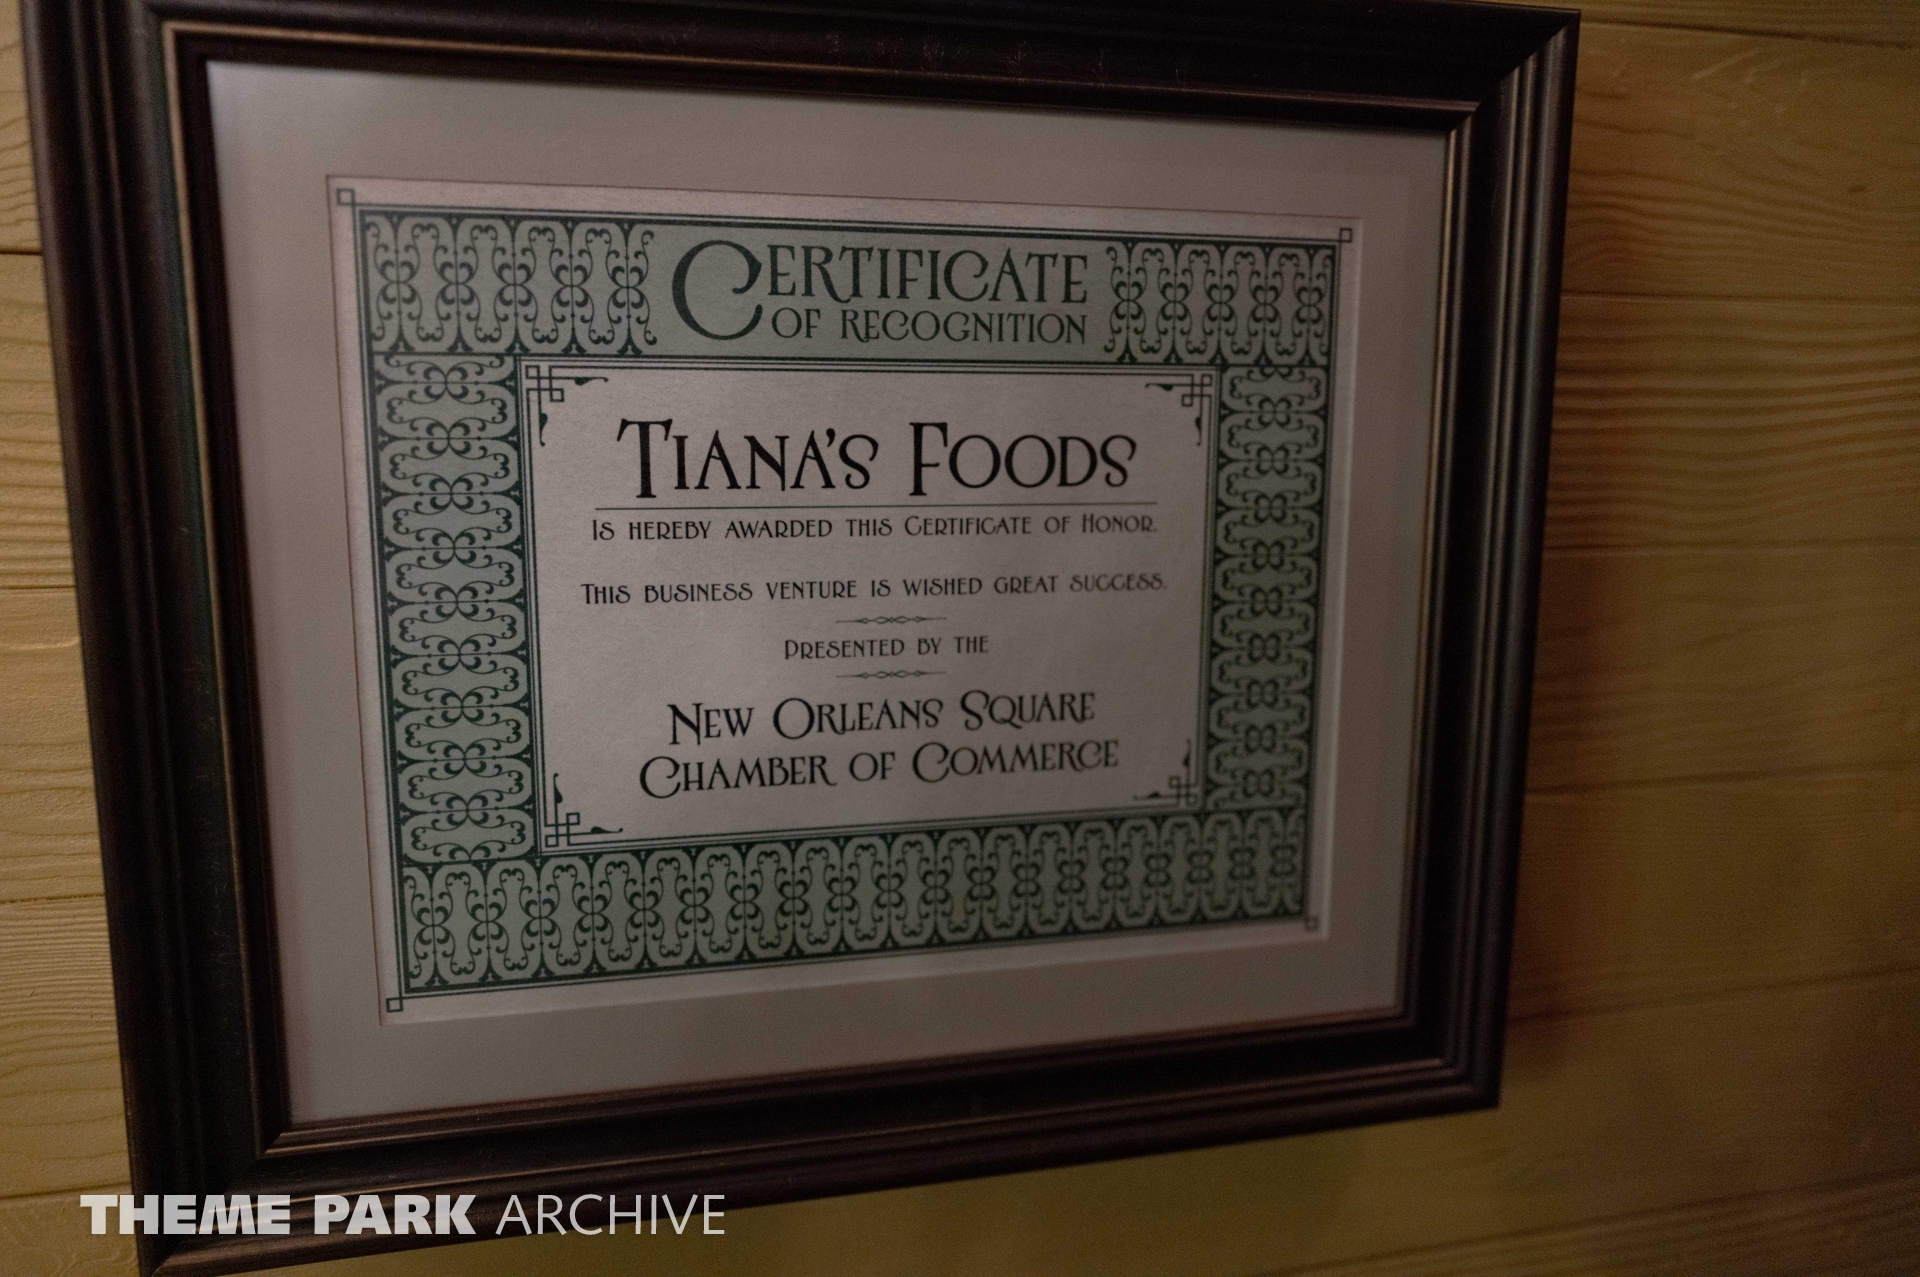 CERTIFICATE
OF RECOGNITION
TIANA'S FOODS
IS HEREBY AWARDED THIS CERTIFICATE OF HONOR.
THIS BUSINESS VENTURE IS WISHED GREAT SUCCESS.
PRESENTED BY THE
NEW ORLEANS SQUARE
CHAMBER OF COMMERCE
THEME PARK ARCHIVE